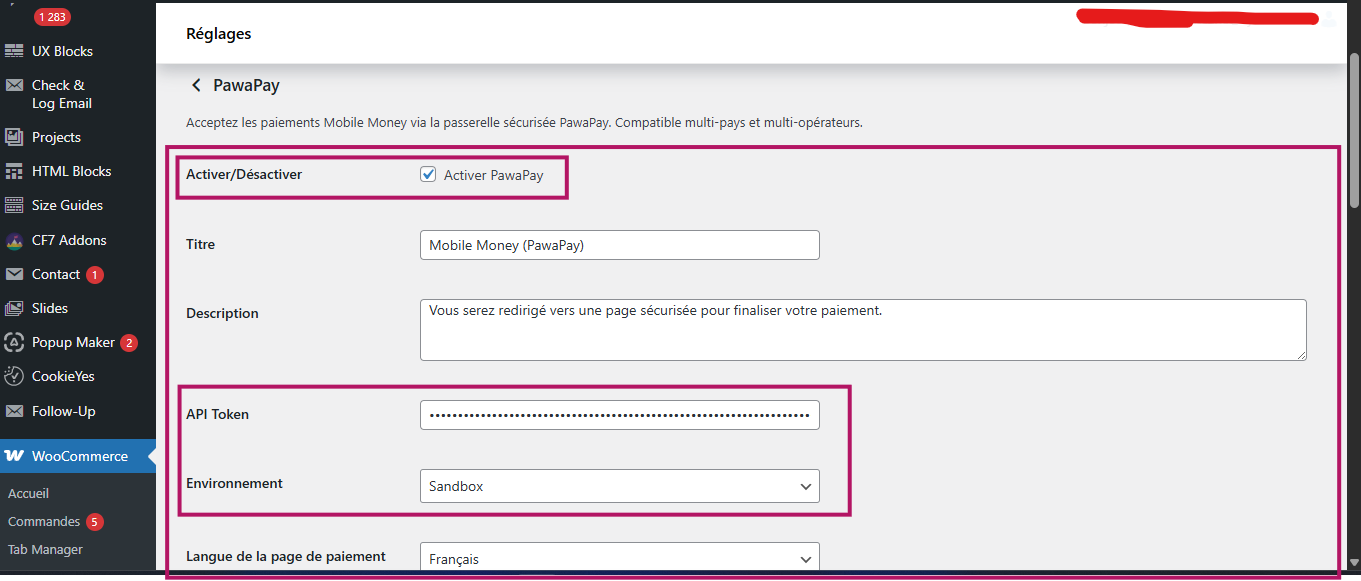 1 283
UX Blocks
Check &
Log Email
Projects
HTML Blocks
Size Guides
CF7 Addons
Contact 1
Slides
Popup Maker 2
CookieYes
Follow-Up
WooCommerce
Accueil
Commandes 5
Tab Manager
Réglages
PawaPay
Acceptez les paiements Mobile Money via la passerelle sécurisée PawaPay. Compatible multi-pays et multi-opérateurs.
Activer/Désactiver Activer PawaPay
Titre Mobile Money (PawaPay)
Description Vous serez redirigé vers une page sécurisée pour finaliser votre paiement.
API Token
Environnement Sandbox
Langue de la page de paiement Français